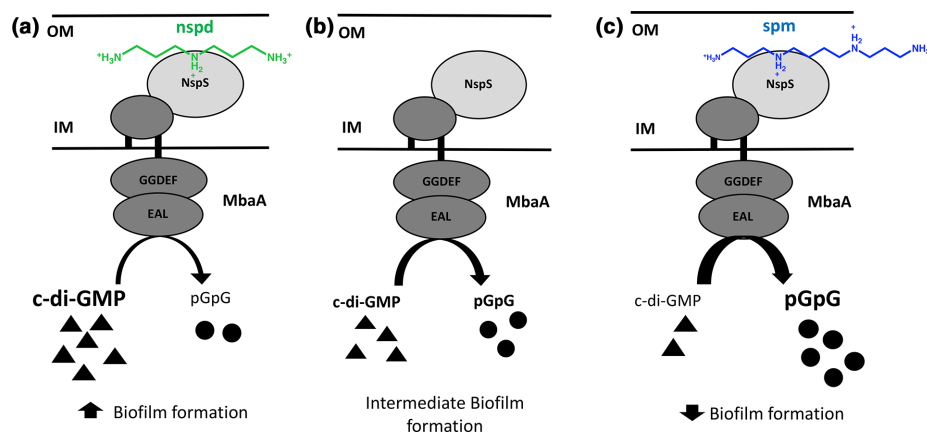 (a)
OM
nspd
⁺H₃N
N
H₂
⁺
NH₃⁺
NspS
IM
GGDEF
EAL
MbaA
c-di-GMP
pGpG
Biofilm formation
(b)
OM
NspS
IM
GGDEF
EAL
MbaA
c-di-GMP
pGpG
Intermediate Biofilm
formation
(c)
OM
spm
⁺H₃N
N
H₂
⁺
⁺
H₂
N
NspS
IM
GGDEF
EAL
MbaA
c-di-GMP
pGpG
Biofilm formation